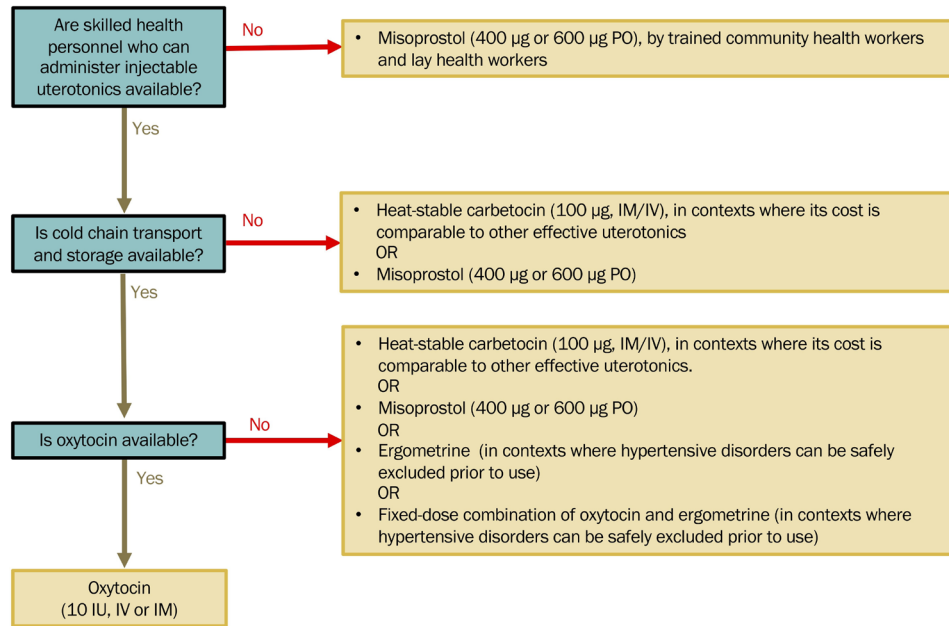 Are skilled health
personnel who can
administer injectable
uterotonics available?
No
• Misoprostol (400 µg or 600 µg PO), by trained community health workers
and lay health workers
Yes
Is cold chain transport
and storage available?
No
• Heat-stable carbetocin (100 µg, IM/IV), in contexts where its cost is
comparable to other effective uterotonics
OR
• Misoprostol (400 µg or 600 µg PO)
Yes
Is oxytocin available?
No
• Heat-stable carbetocin (100 µg, IM/IV), in contexts where its cost is
comparable to other effective uterotonics.
OR
• Misoprostol (400 µg or 600 µg PO)
OR
• Ergometrine (in contexts where hypertensive disorders can be safely
excluded prior to use)
OR
• Fixed-dose combination of oxytocin and ergometrine (in contexts where
hypertensive disorders can be safely excluded prior to use)
Yes
Oxytocin
(10 IU, IV or IM)